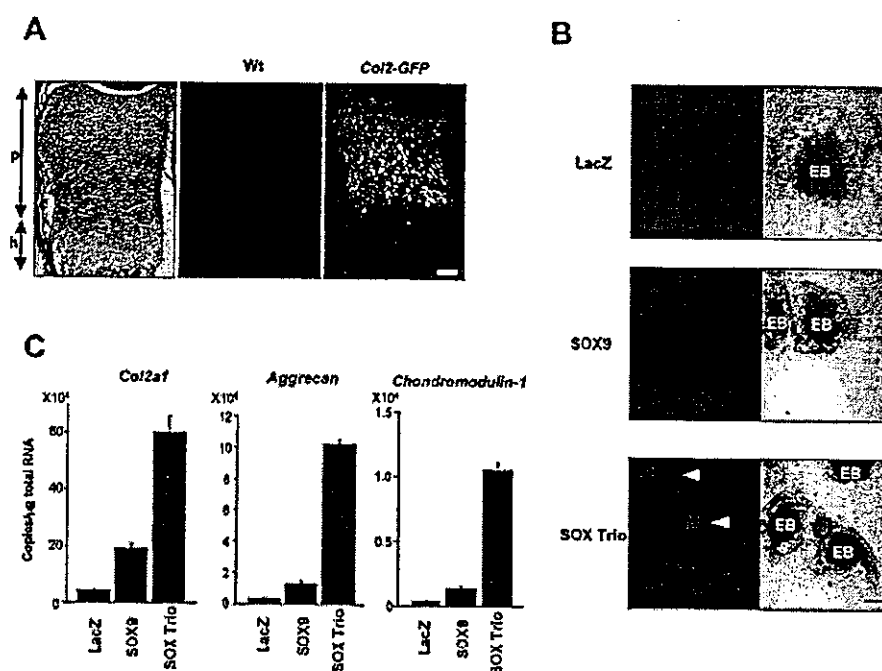 A
Wt
Col2-GFP
p
h
B
LacZ
EB
SOX9
EB
EB
SOX Trio
EB
EB
EB
C
Col2a1
X10⁴
60
40
20
0
Copies/μg total RNA
LacZ
SOX9
SOX Trio
Aggrecan
X10⁴
12
10
8
6
4
2
0
LacZ
SOX9
SOX Trio
Chondromodulin-1
X10⁴
1.5
1.0
0.5
0
LacZ
SOX9
SOX Trio